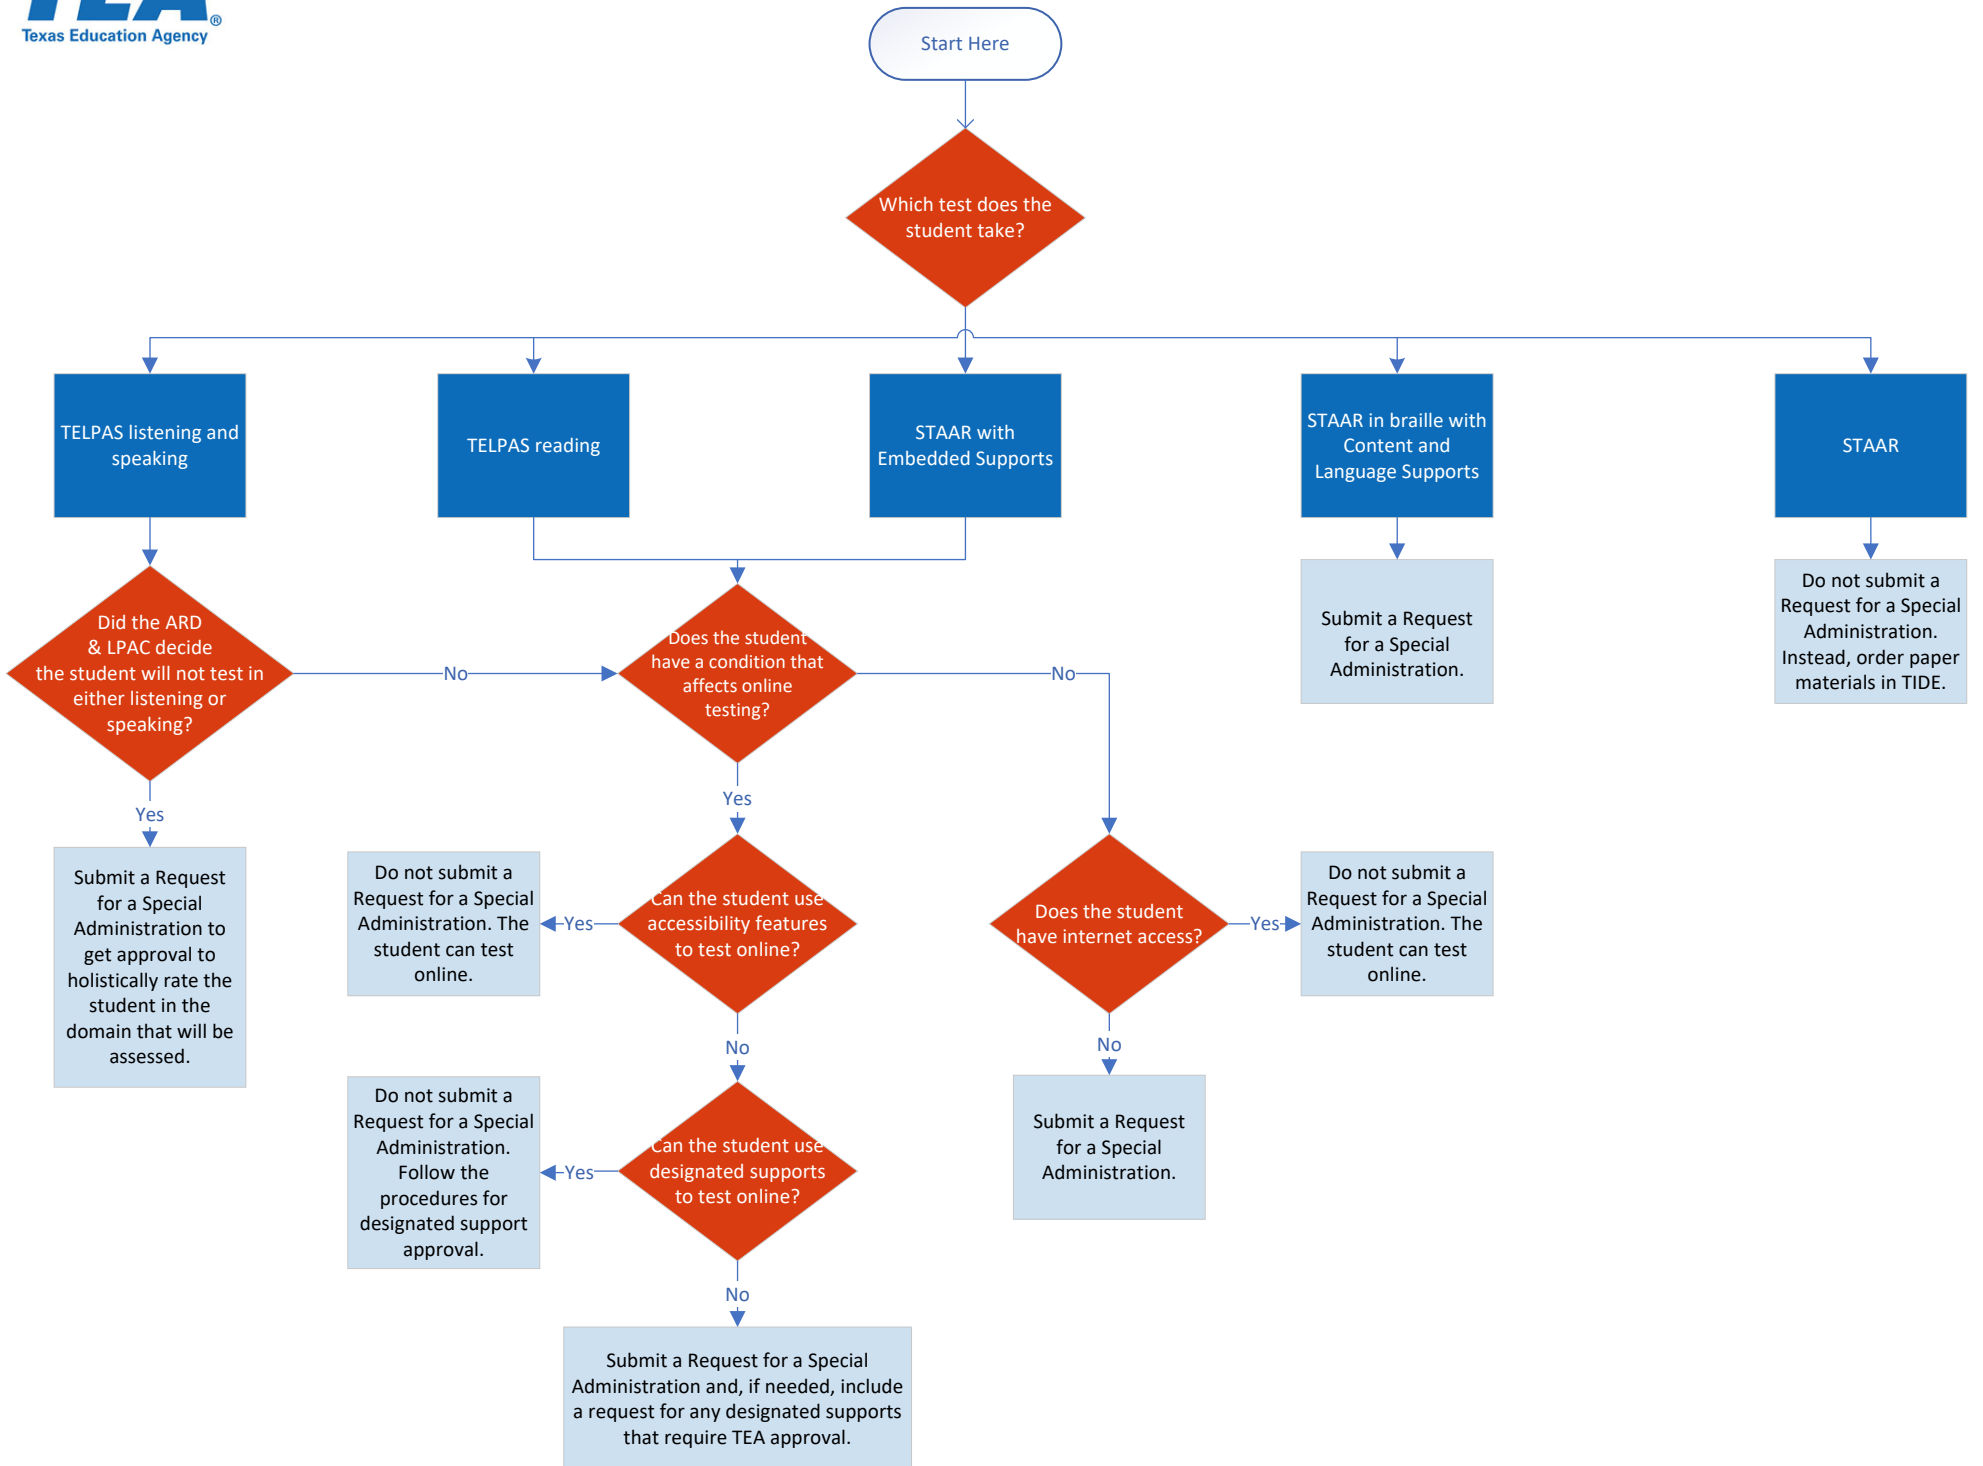 TEA®
Texas Education Agency
Start Here
Which test does the
student take?
TELPAS listening and
speaking
TELPAS reading
STAAR with
Embedded Supports
STAAR in braille with
Content and
Language Supports
STAAR
Did the ARD
& LPAC decide
the student will not test in
either listening or
speaking?
No
Does the student
have a condition that
affects online
testing?
No
Submit a Request
for a Special
Administration.
Do not submit a
Request for a Special
Administration.
Instead, order paper
materials in TIDE.
Yes
Yes
Submit a Request
for a Special
Administration to
get approval to
holistically rate the
student in the
domain that will be
assessed.
Do not submit a
Request for a Special
Administration. The
student can test
online.
Yes
Can the student use
accessibility features
to test online?
Does the student
have internet access?
Yes
Do not submit a
Request for a Special
Administration. The
student can test
online.
No
No
Do not submit a
Request for a Special
Administration.
Follow the
procedures for
designated support
approval.
Yes
Can the student use
designated supports
to test online?
Submit a Request
for a Special
Administration.
No
Submit a Request for a Special
Administration and, if needed, include
a request for any designated supports
that require TEA approval.